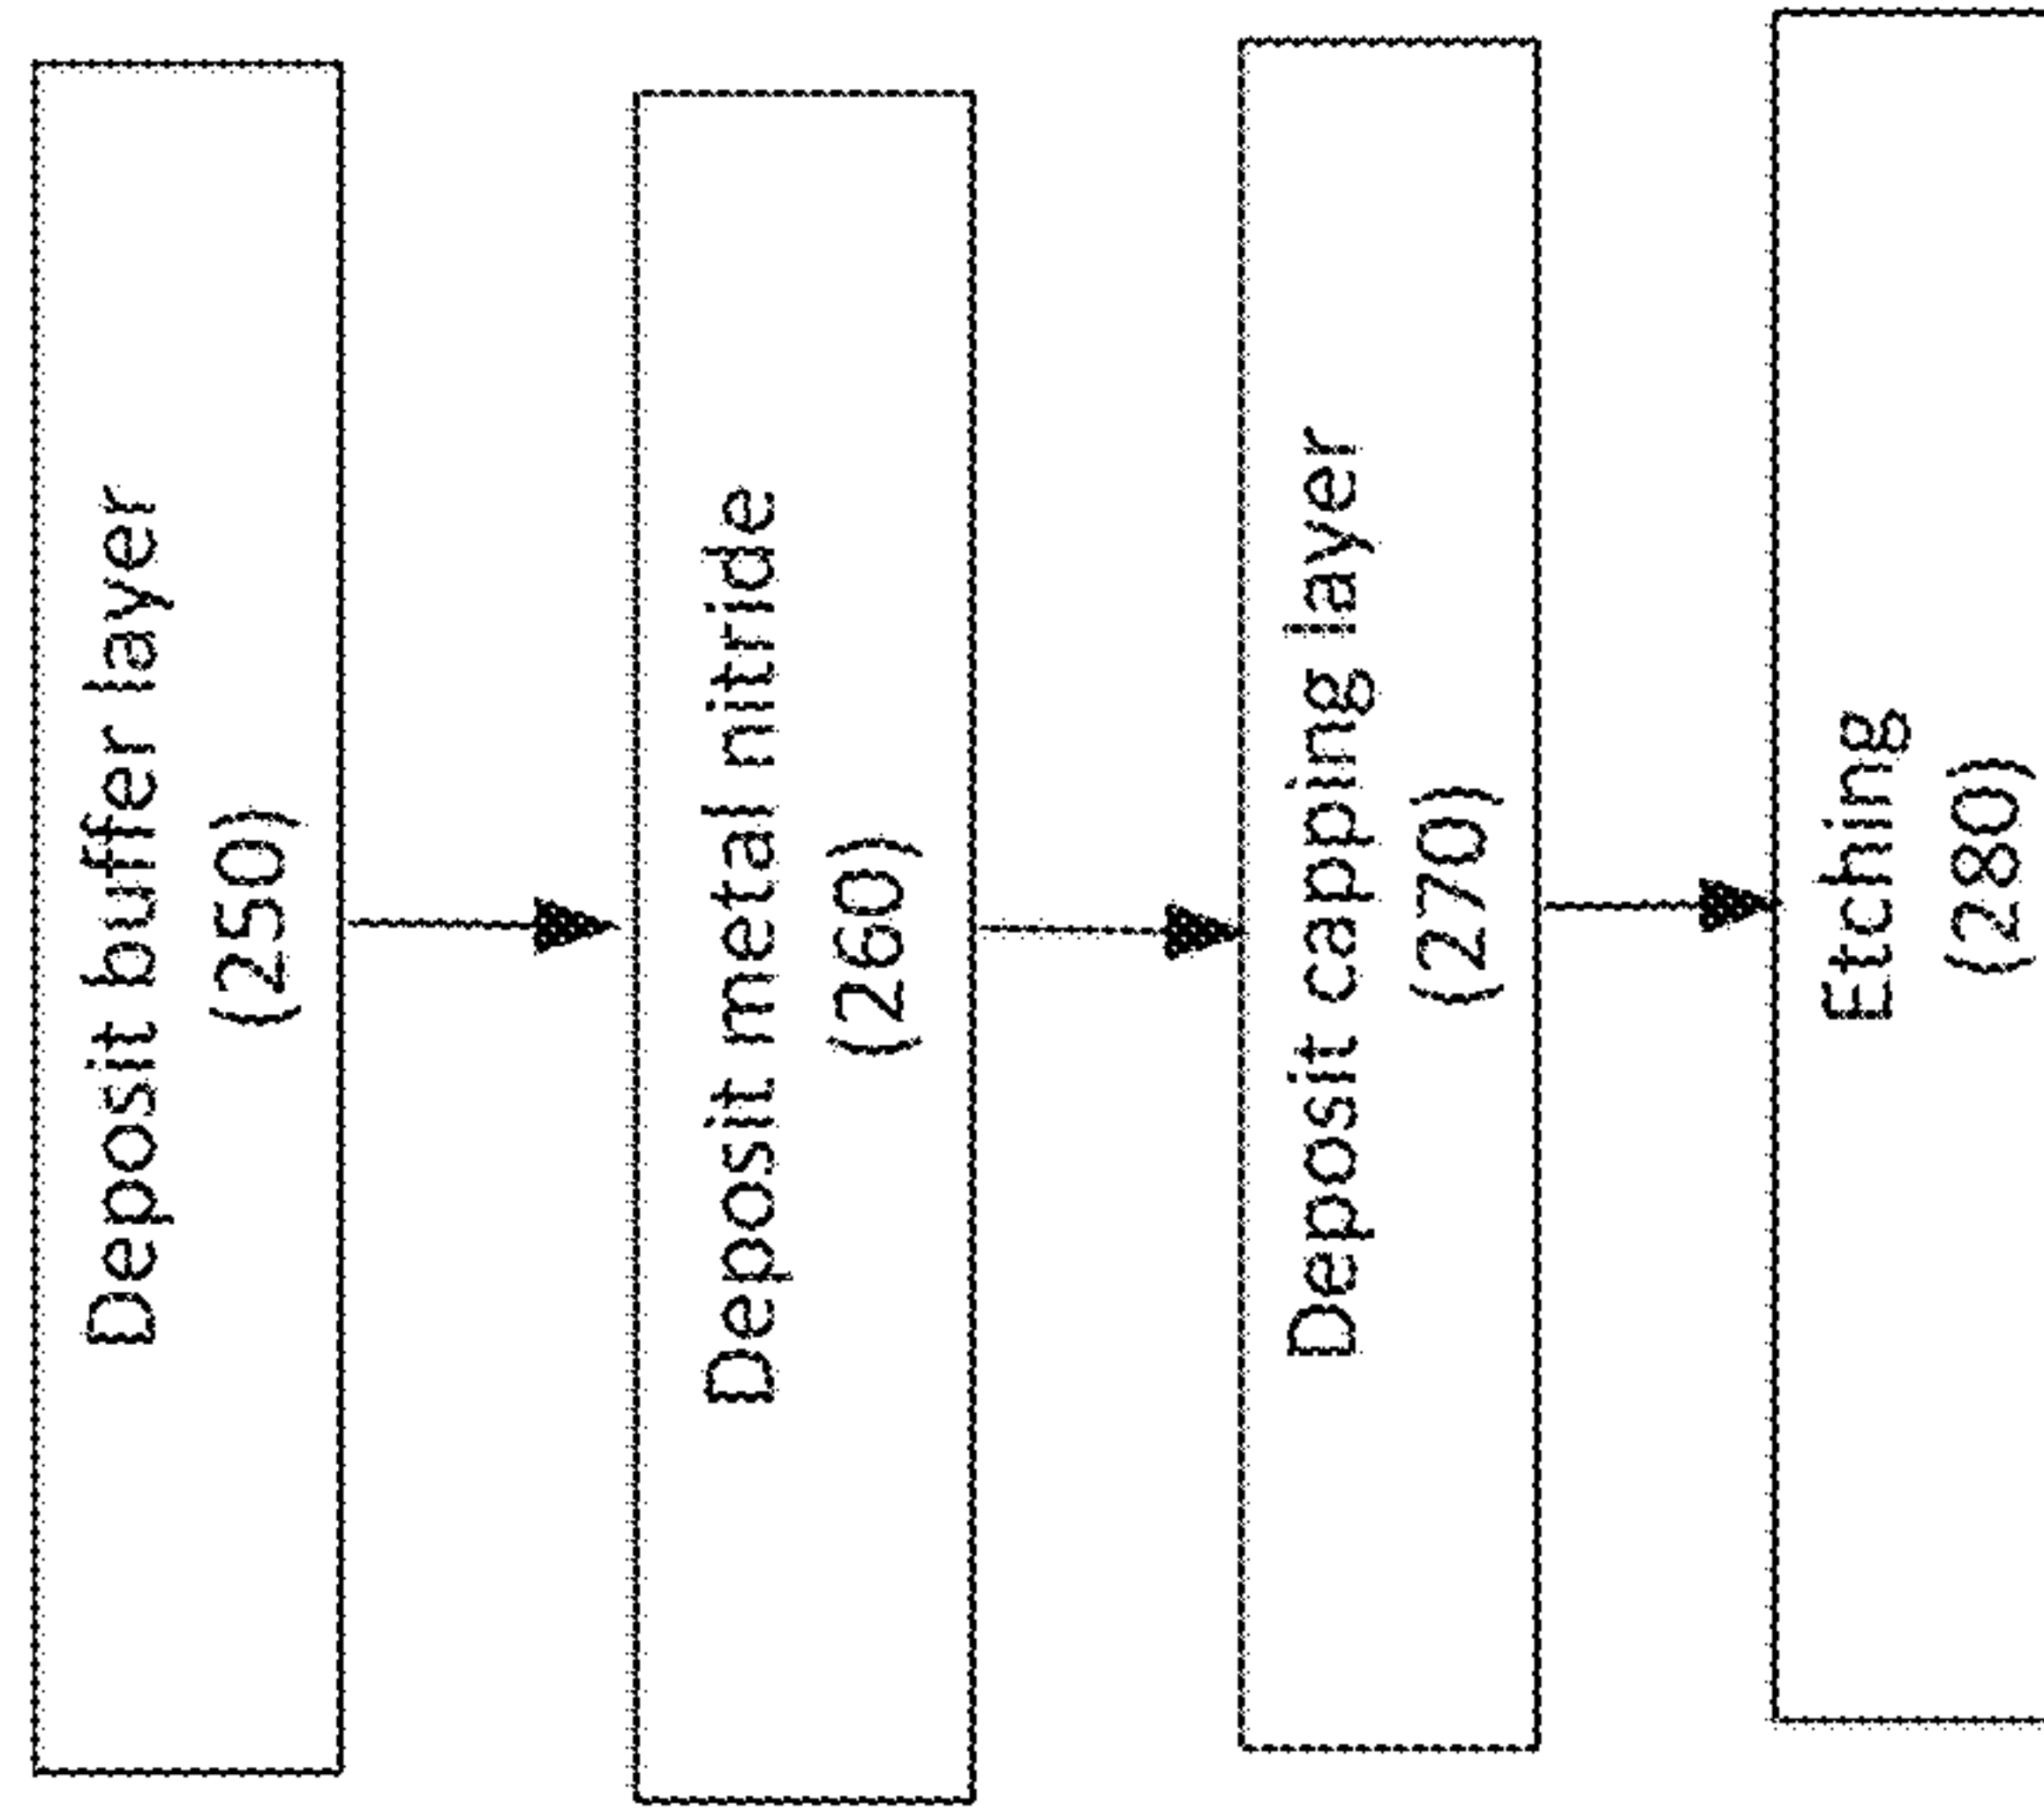 Deposit buffer layer
(250)
Deposit metal nitride
(260)
Deposit capping layer
(270)
Etching
(280)